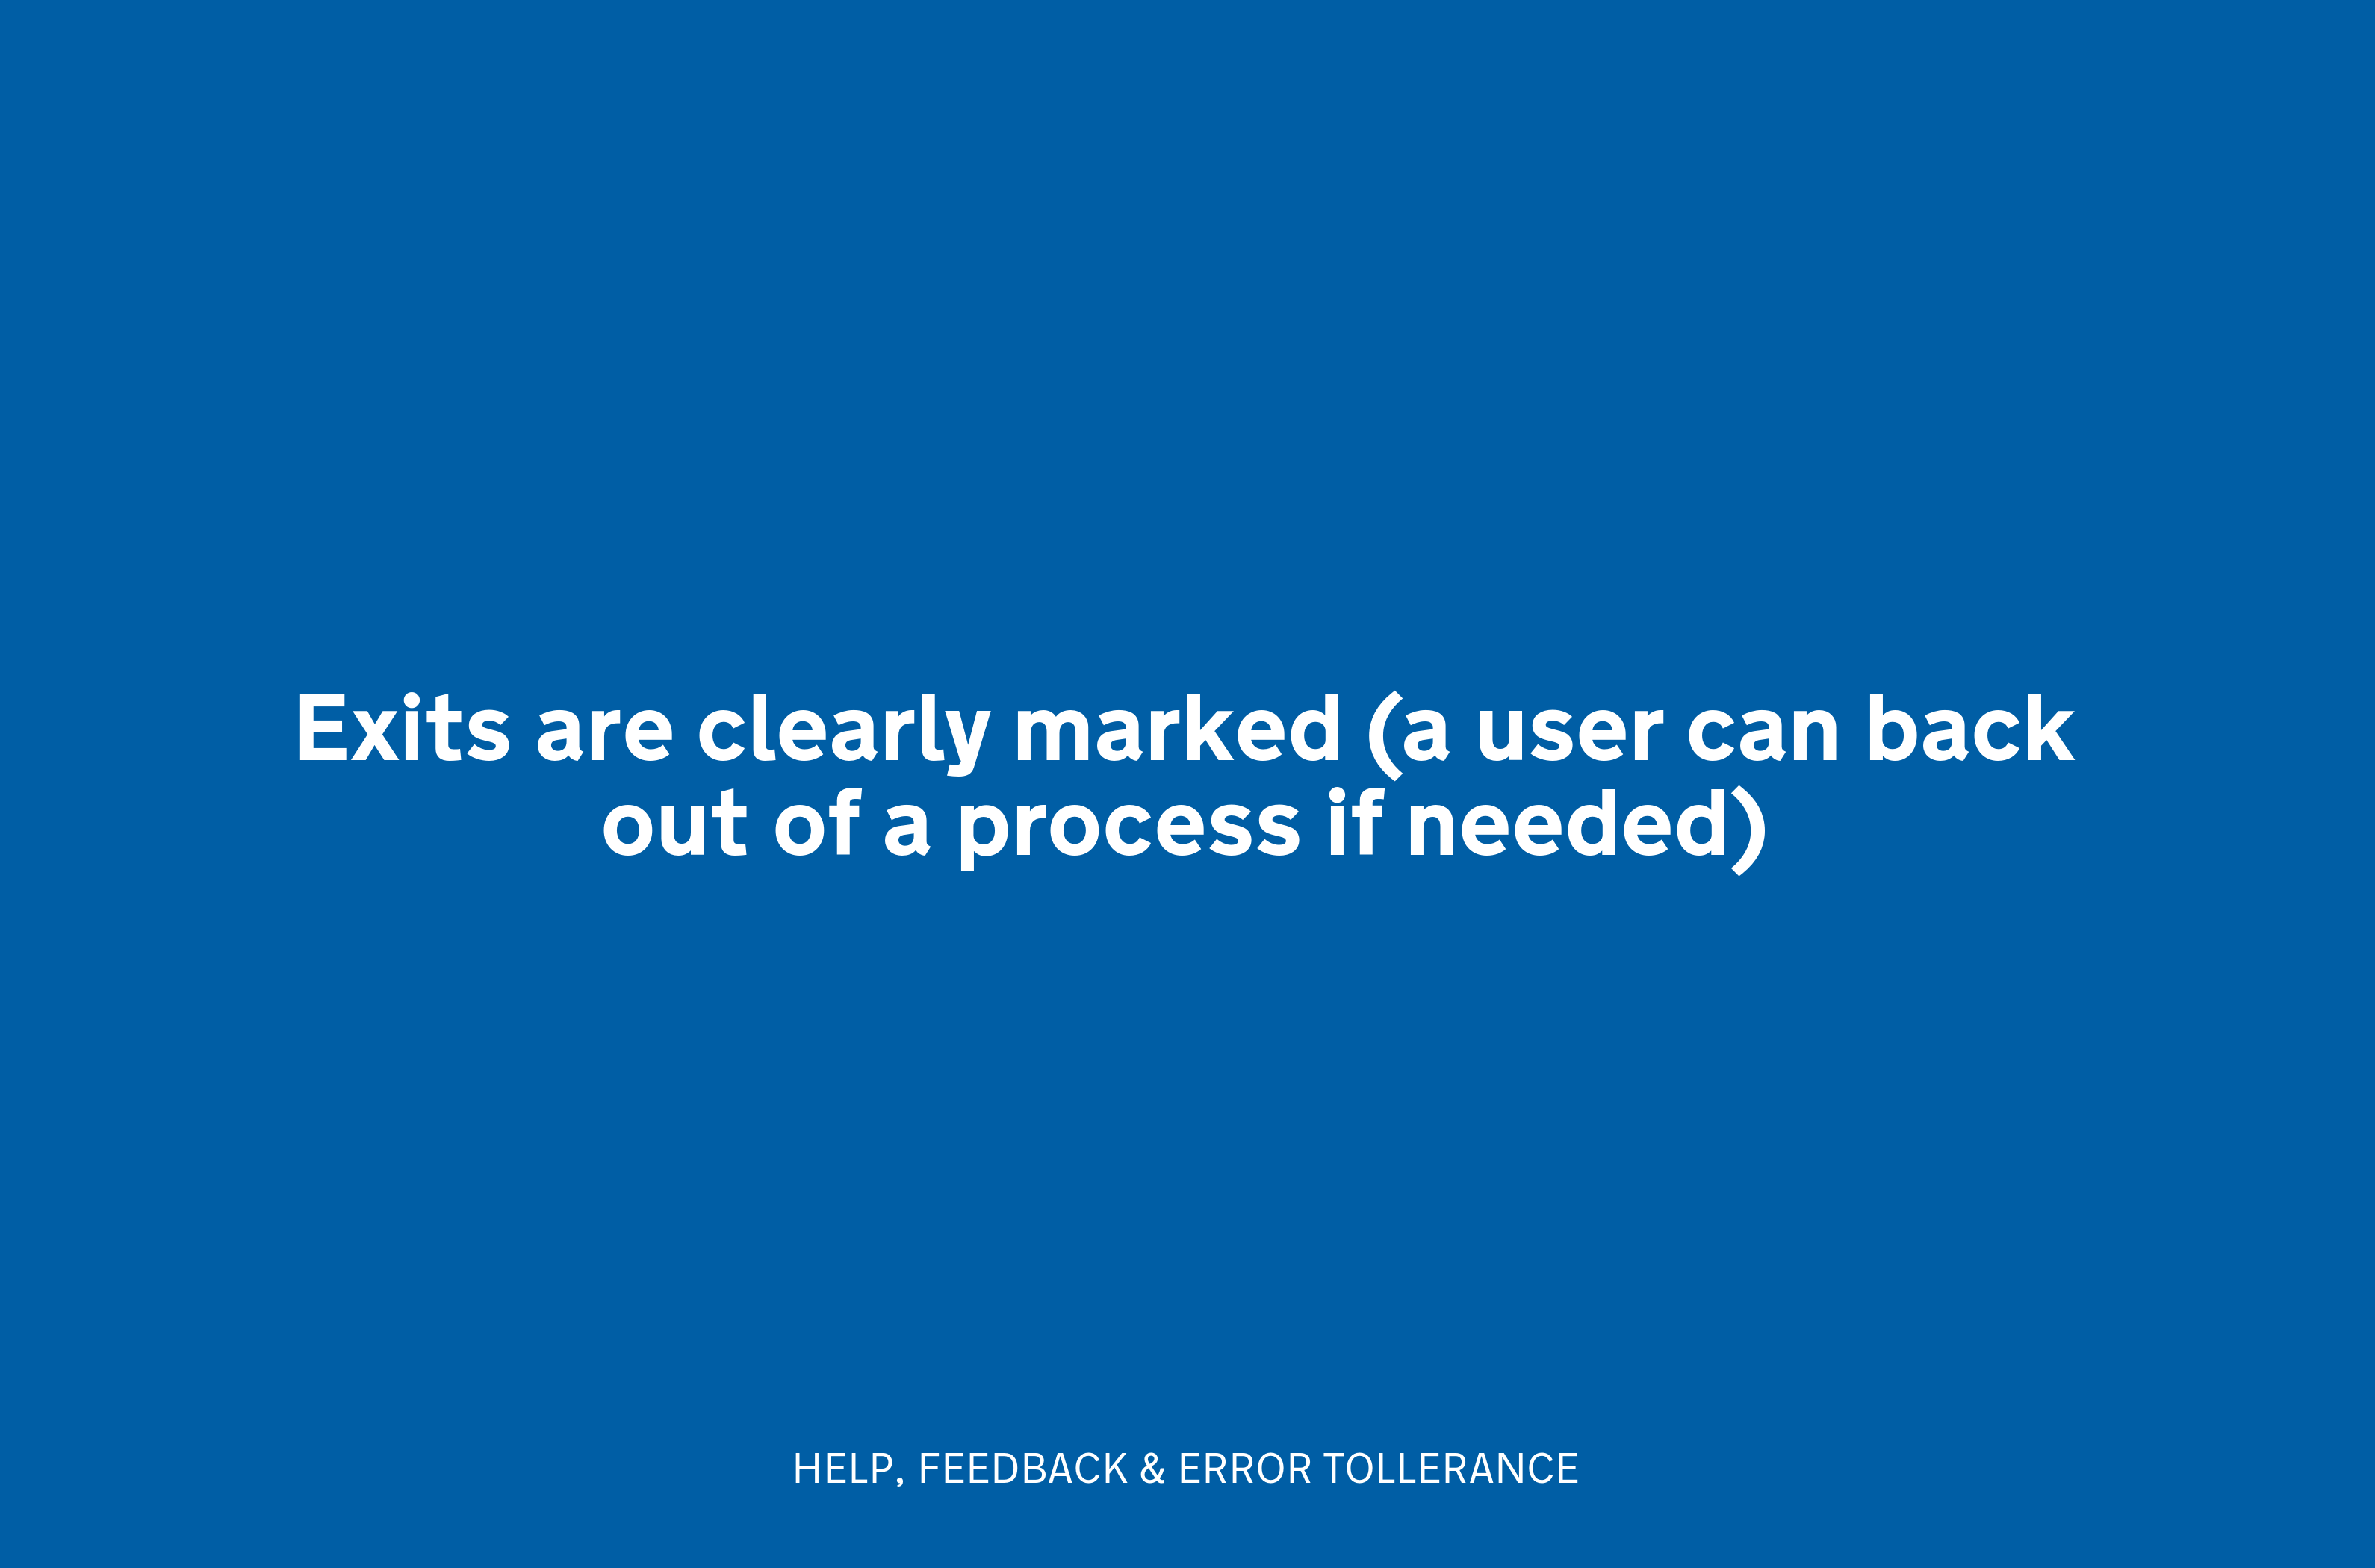 Exits are clearly marked (a user can back
out of a process if needed)
HELP, FEEDBACK & ERROR TOLLERANCE